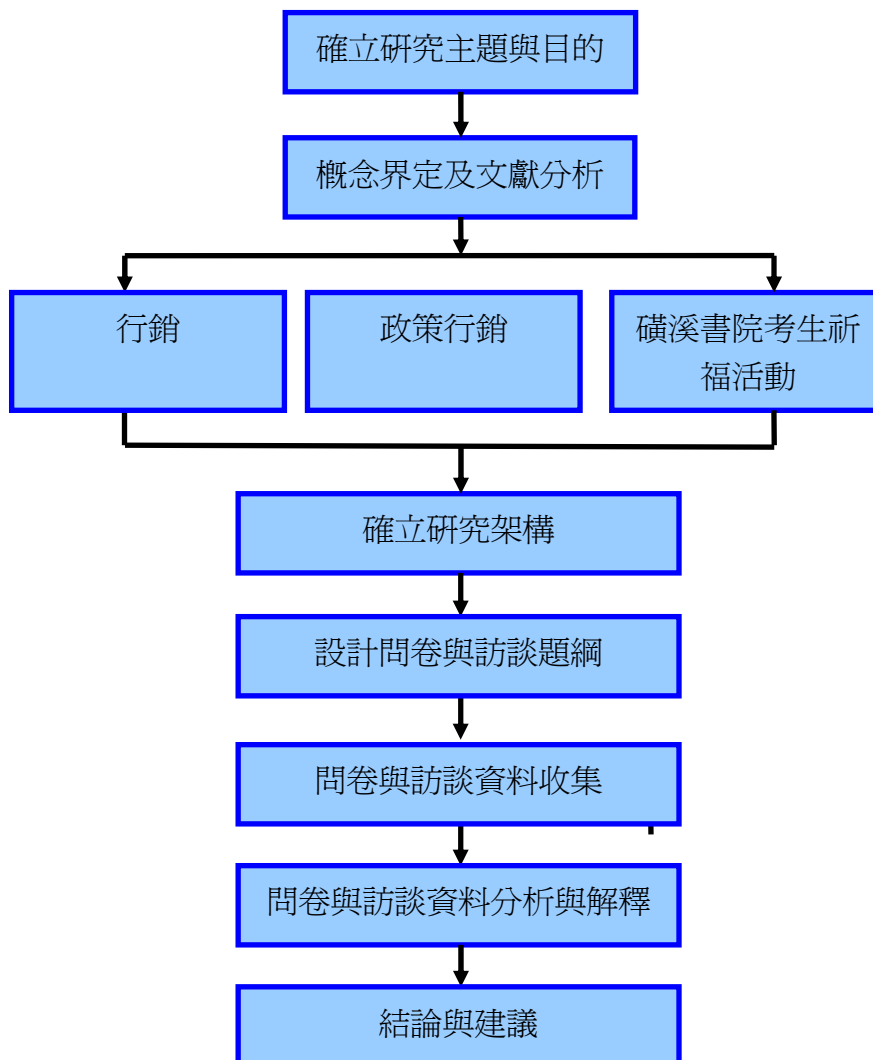 確立研究主題與目的
概念界定及文獻分析
行銷
政策行銷
磺溪書院考生祈
福活動
確立研究架構
設計問卷與訪談題綱
問卷與訪談資料收集
問卷與訪談資料分析與解釋
結論與建議